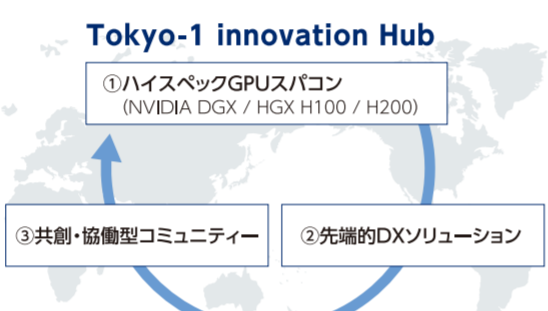 Tokyo-1 innovation Hub
①ハイスペックGPUスパコン
(NVIDIA DGX / HGX H100 / H200)
③共創・協働型コミュニティー
②先端的DXソリューション